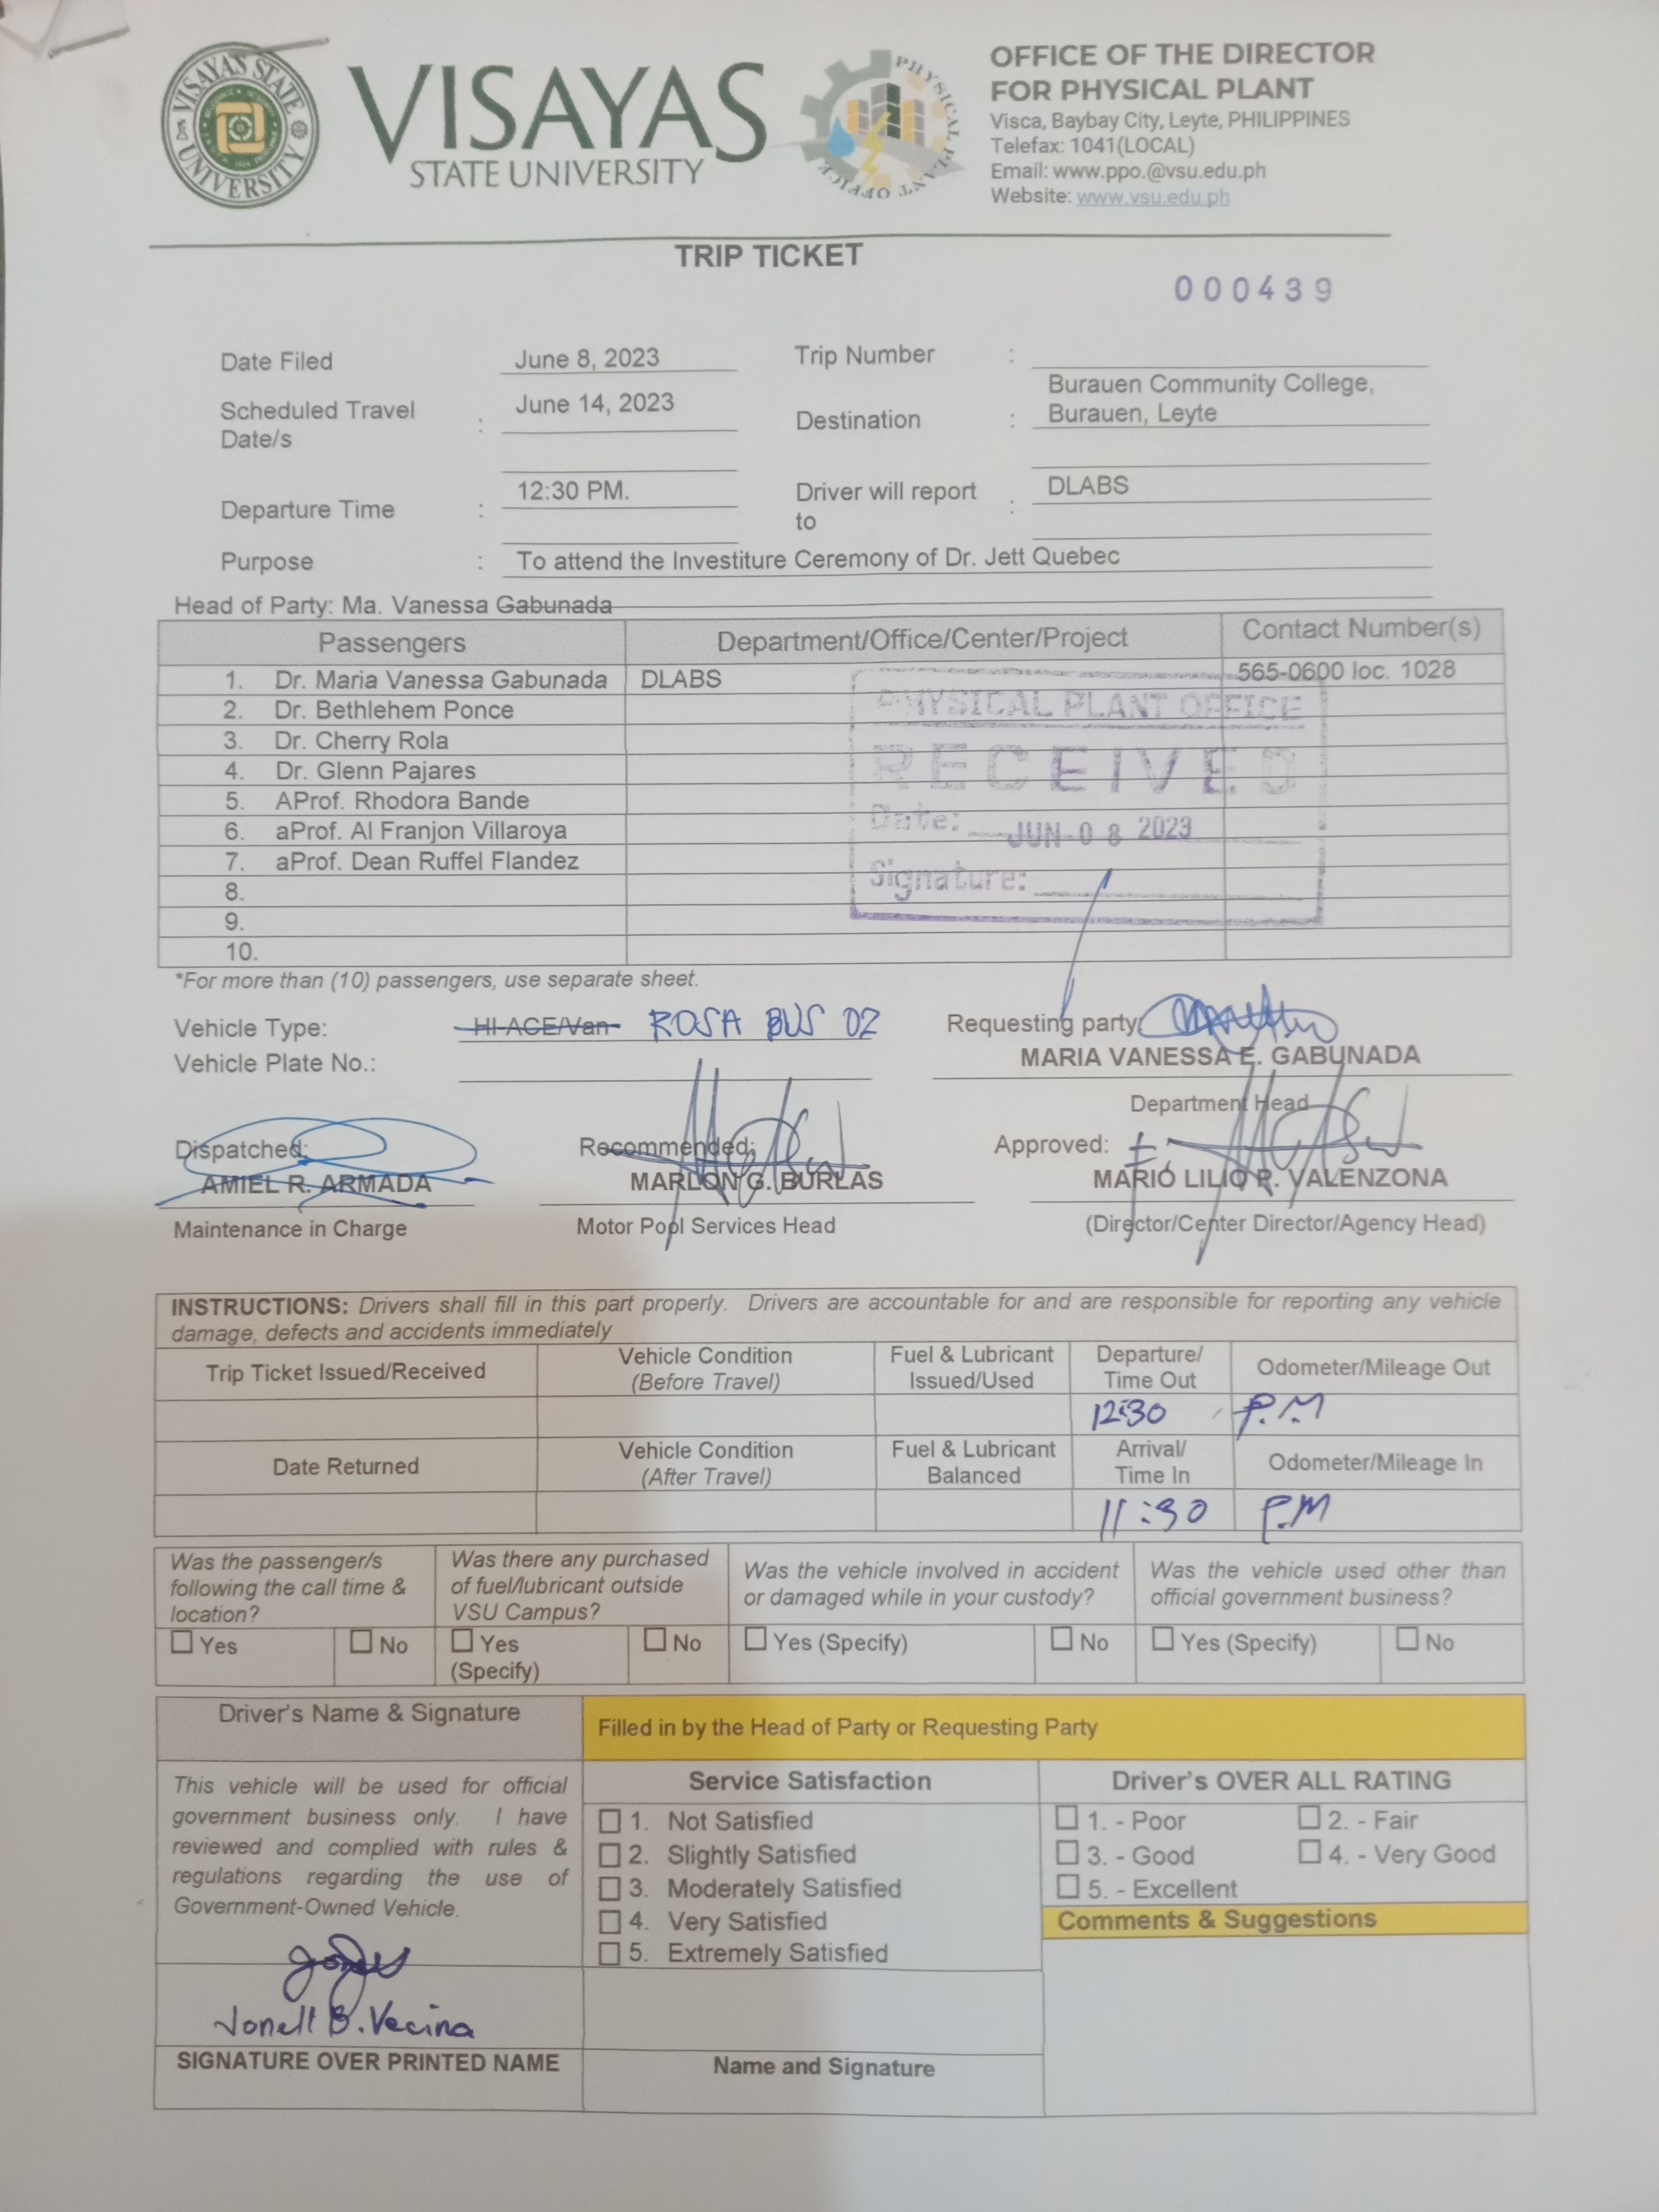 VISAYAS STATE UNIVERSITY
PHYSICAL PLANT OFFICE
VISAYAS
STATE UNIVERSITY
OFFICE OF THE DIRECTOR
FOR PHYSICAL PLANT
Visca, Baybay City, Leyte, PHILIPPINES
Telefax: 1041(LOCAL)
Email: www.ppo.@vsu.edu.ph
Website: www.vsu.edu.ph
TRIP TICKET
000439
Date Filed June 8, 2023 Trip Number :
Scheduled Travel Date/s : June 14, 2023 Destination : Burauen Community College, Burauen, Leyte
Departure Time : 12:30 PM. Driver will report to : DLABS
Purpose : To attend the Investiture Ceremony of Dr. Jett Quebec
Head of Party: Ma. Vanessa Gabunada
Passengers Department/Office/Center/Project Contact Number(s)
1. Dr. Maria Vanessa Gabunada DLABS 565-0600 loc. 1028
2. Dr. Bethlehem Ponce
3. Dr. Cherry Rola
4. Dr. Glenn Pajares
5. AProf. Rhodora Bande
6. aProf. Al Franjon Villaroya
7. aProf. Dean Ruffel Flandez
8.
9.
10.
PHYSICAL PLANT OFFICE
RECEIVED
Date: JUN 08 2023
Signature:
*For more than (10) passengers, use separate sheet.
Vehicle Type: HI-ACE/Van ROSA BUS 02 Requesting party:
Vehicle Plate No.: MARIA VANESSA E. GABUNADA
Department Head
Dispatched: Recommended: Approved:
AMIEL R. ARMADA MARLON G. BURLAS MARIO LILIO P. VALENZONA
Maintenance in Charge Motor Pool Services Head (Director/Center Director/Agency Head)
INSTRUCTIONS: Drivers shall fill in this part properly. Drivers are accountable for and are responsible for reporting any vehicle
damage, defects and accidents immediately
Trip Ticket Issued/Received Vehicle Condition (Before Travel) Fuel & Lubricant Issued/Used Departure/ Time Out Odometer/Mileage Out
12:30 P.M
Date Returned Vehicle Condition (After Travel) Fuel & Lubricant Balanced Arrival/ Time In Odometer/Mileage In
11:30 P.M
Was the passenger/s following the call time & location? Was there any purchased of fuel/lubricant outside VSU Campus? Was the vehicle involved in accident or damaged while in your custody? Was the vehicle used other than official government business?
Yes No Yes (Specify) No Yes (Specify) No Yes (Specify) No
Driver's Name & Signature Filled in by the Head of Party or Requesting Party
This vehicle will be used for official
government business only. I have
reviewed and complied with rules &
regulations regarding the use of
Government-Owned Vehicle.
Jonell B. Vecina
SIGNATURE OVER PRINTED NAME
Service Satisfaction
1. Not Satisfied
2. Slightly Satisfied
3. Moderately Satisfied
4. Very Satisfied
5. Extremely Satisfied
Name and Signature
Driver's OVER ALL RATING
1. - Poor 2. - Fair
3. - Good 4. - Very Good
5. - Excellent
Comments & Suggestions